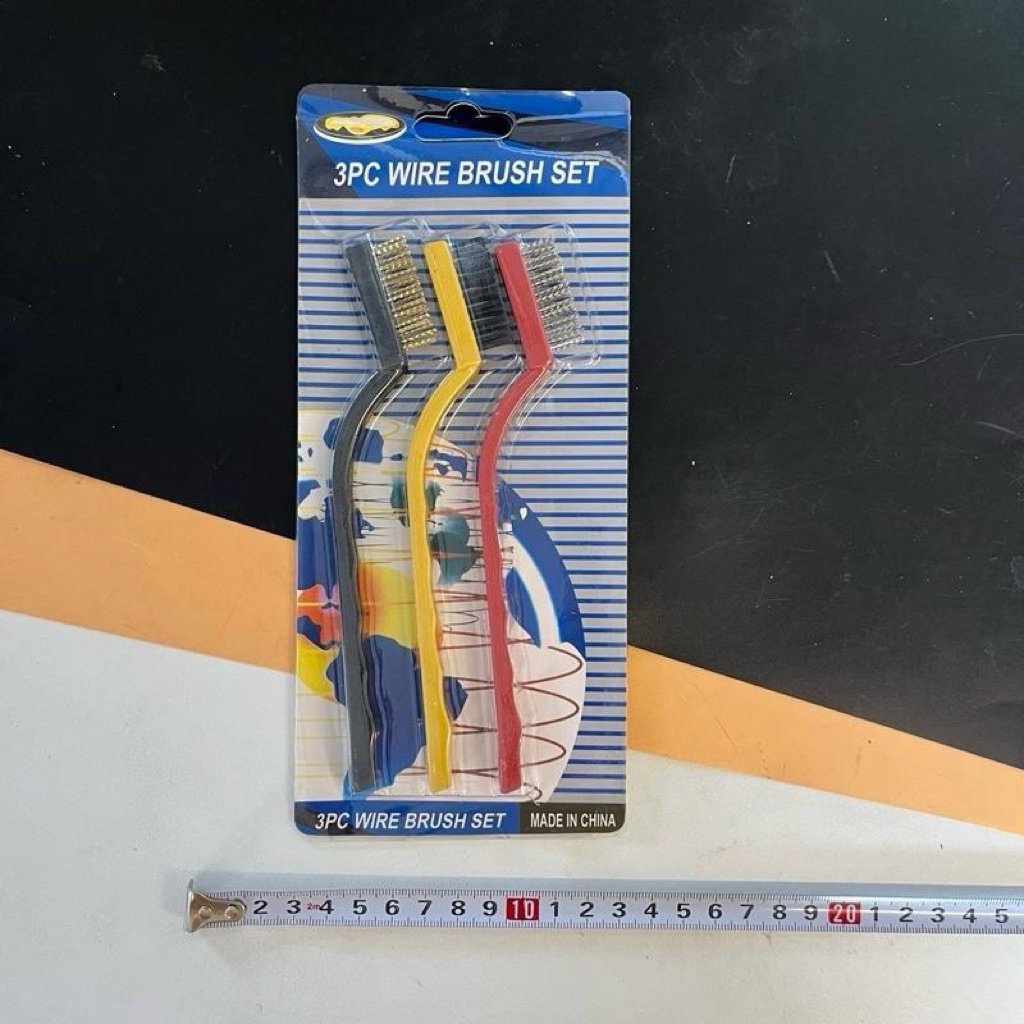 3PC WIRE BRUSH SET
3PC WIRE BRUSH SET
MADE IN CHINA
2 3 2m 4 5 6 7 8 9 10 1 2 3 4 5 6 7 8 9 20 1 2 3 4 5